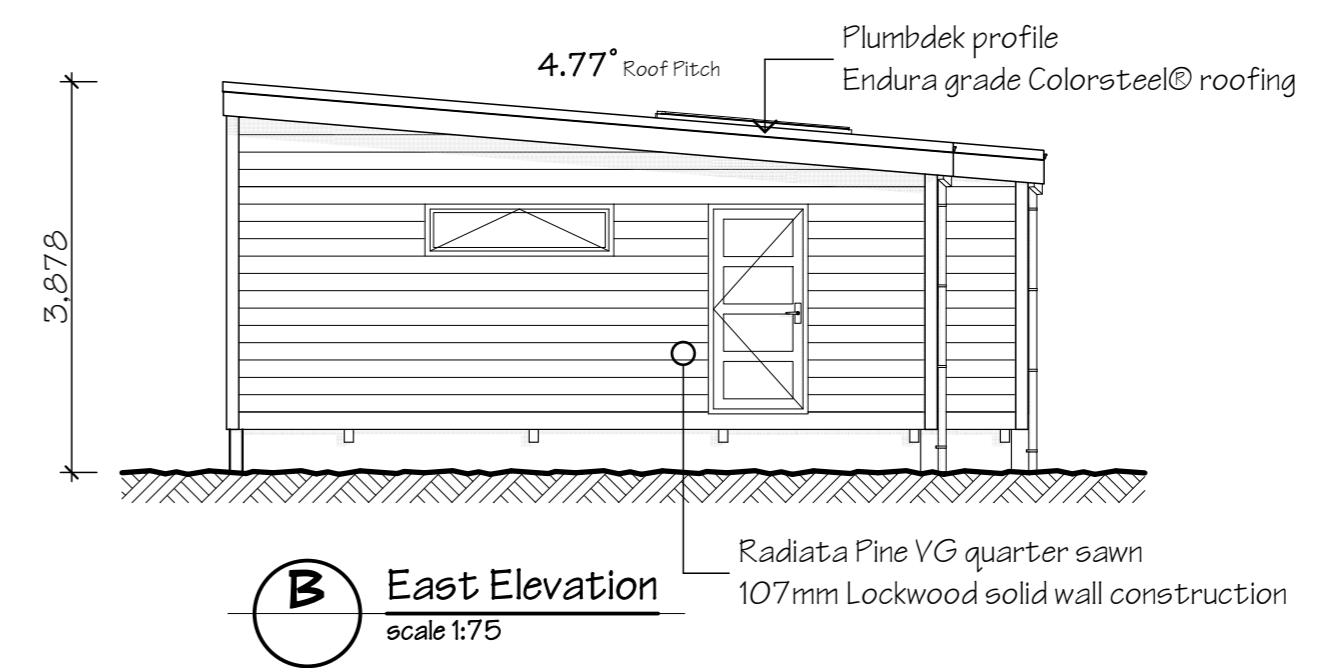 4.77° Roof Pitch
Plumbdek profile
Endura grade Colorsteel® roofing
3,878
Radiata Pine VG quarter sawn
107mm Lockwood solid wall construction
B
East Elevation
scale 1:75